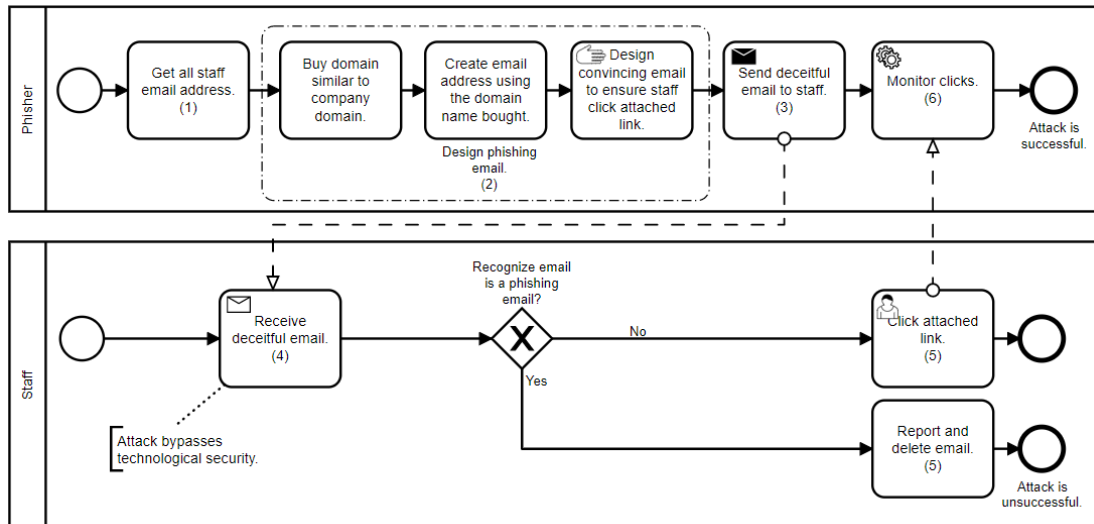 Phisher
Get all staff
email address.
(1)
Buy domain
similar to
company
domain.
Create email
address using
the domain
name bought.
Design
convincing email
to ensure staff
click attached
link.
Design phishing
email.
(2)
Send deceitful
email to staff.
(3)
Monitor clicks.
(6)
Attack is
successful.
Staff
Receive
deceitful email.
(4)
Attack bypasses
technological security.
Recognize email
is a phishing
email?
No
Yes
Click attached
link.
(5)
Report and
delete email.
(5)
Attack is
unsuccessful.